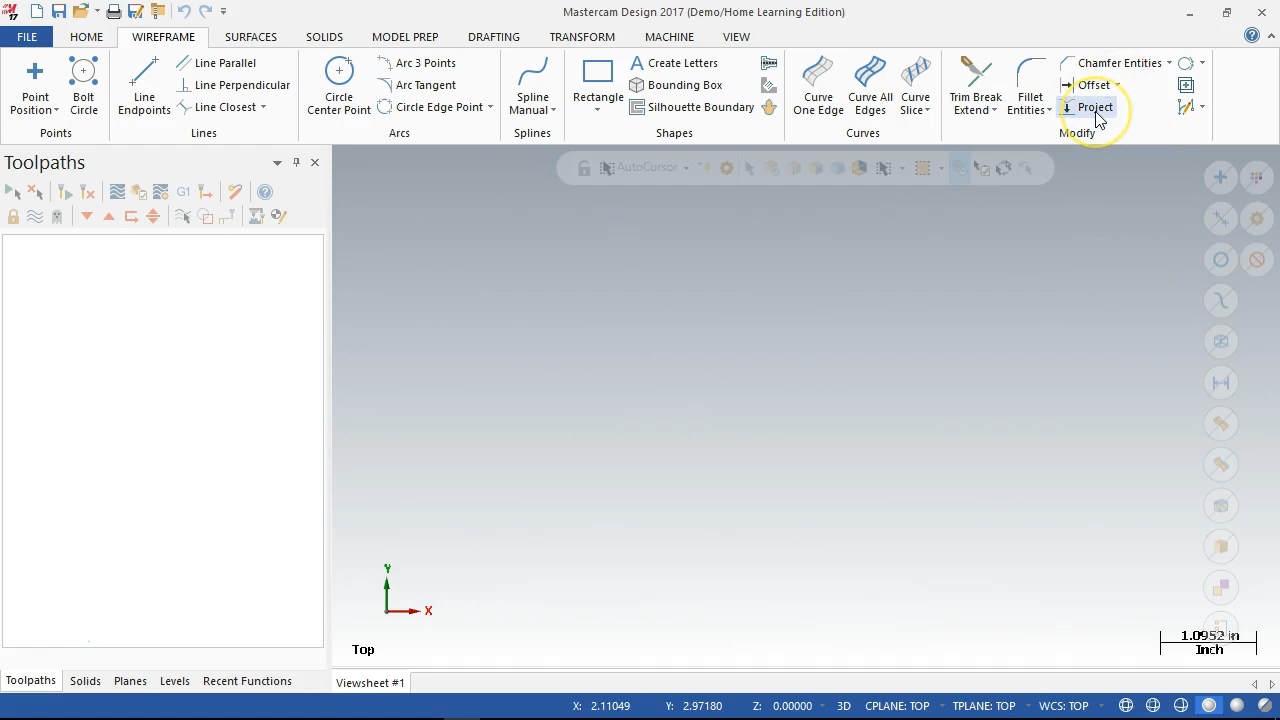 17
Mastercam Design 2017 (Demo/Home Learning Edition)
FILE HOME WIREFRAME SURFACES SOLIDS MODEL PREP DRAFTING TRANSFORM MACHINE VIEW
Point Position
Bolt Circle
Points
Line Endpoints
Line Parallel
Line Perpendicular
Line Closest
Lines
Circle Center Point
Arc 3 Points
Arc Tangent
Circle Edge Point
Arcs
Spline Manual
Splines
Rectangle
Create Letters
Bounding Box
Silhouette Boundary
Shapes
Curve One Edge
Curve All Edges
Curve Slice
Curves
Trim Break Extend
Fillet Entities
Chamfer Entities
Offset
Project
Modify
Toolpaths
G1
AutoCursor
Y
X
Top
1.0952 in
Inch
Toolpaths Solids Planes Levels Recent Functions
Viewsheet #1
X: 2.11049 Y: 2.97180 Z: 0.00000 3D CPLANE: TOP TPLANE: TOP WCS: TOP